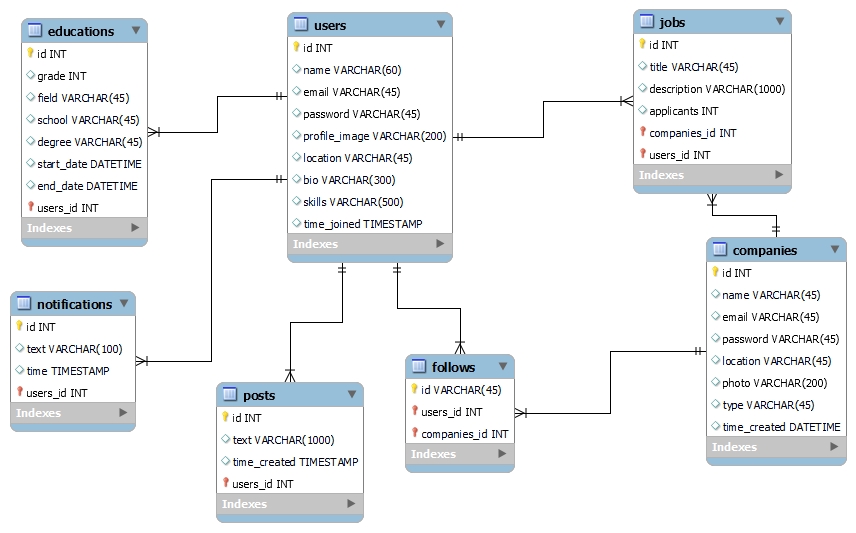 educations
id INT
grade INT
field VARCHAR(45)
school VARCHAR(45)
degree VARCHAR(45)
start_date DATETIME
end_date DATETIME
users_id INT
Indexes
users
id INT
name VARCHAR(60)
email VARCHAR(45)
password VARCHAR(45)
profile_image VARCHAR(200)
location VARCHAR(45)
bio VARCHAR(300)
skills VARCHAR(500)
time_joined TIMESTAMP
Indexes
jobs
id INT
title VARCHAR(45)
description VARCHAR(1000)
applicants INT
companies_id INT
users_id INT
Indexes
notifications
id INT
text VARCHAR(100)
time TIMESTAMP
users_id INT
Indexes
posts
id INT
text VARCHAR(1000)
time_created TIMESTAMP
users_id INT
Indexes
follows
id VARCHAR(45)
users_id INT
companies_id INT
Indexes
companies
id INT
name VARCHAR(45)
email VARCHAR(45)
password VARCHAR(45)
location VARCHAR(45)
photo VARCHAR(200)
type VARCHAR(45)
time_created DATETIME
Indexes